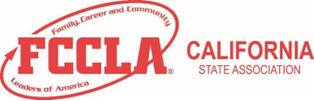 Family, Career and Community
FCCLA®
Leaders of America
CALIFORNIA
STATE ASSOCIATION